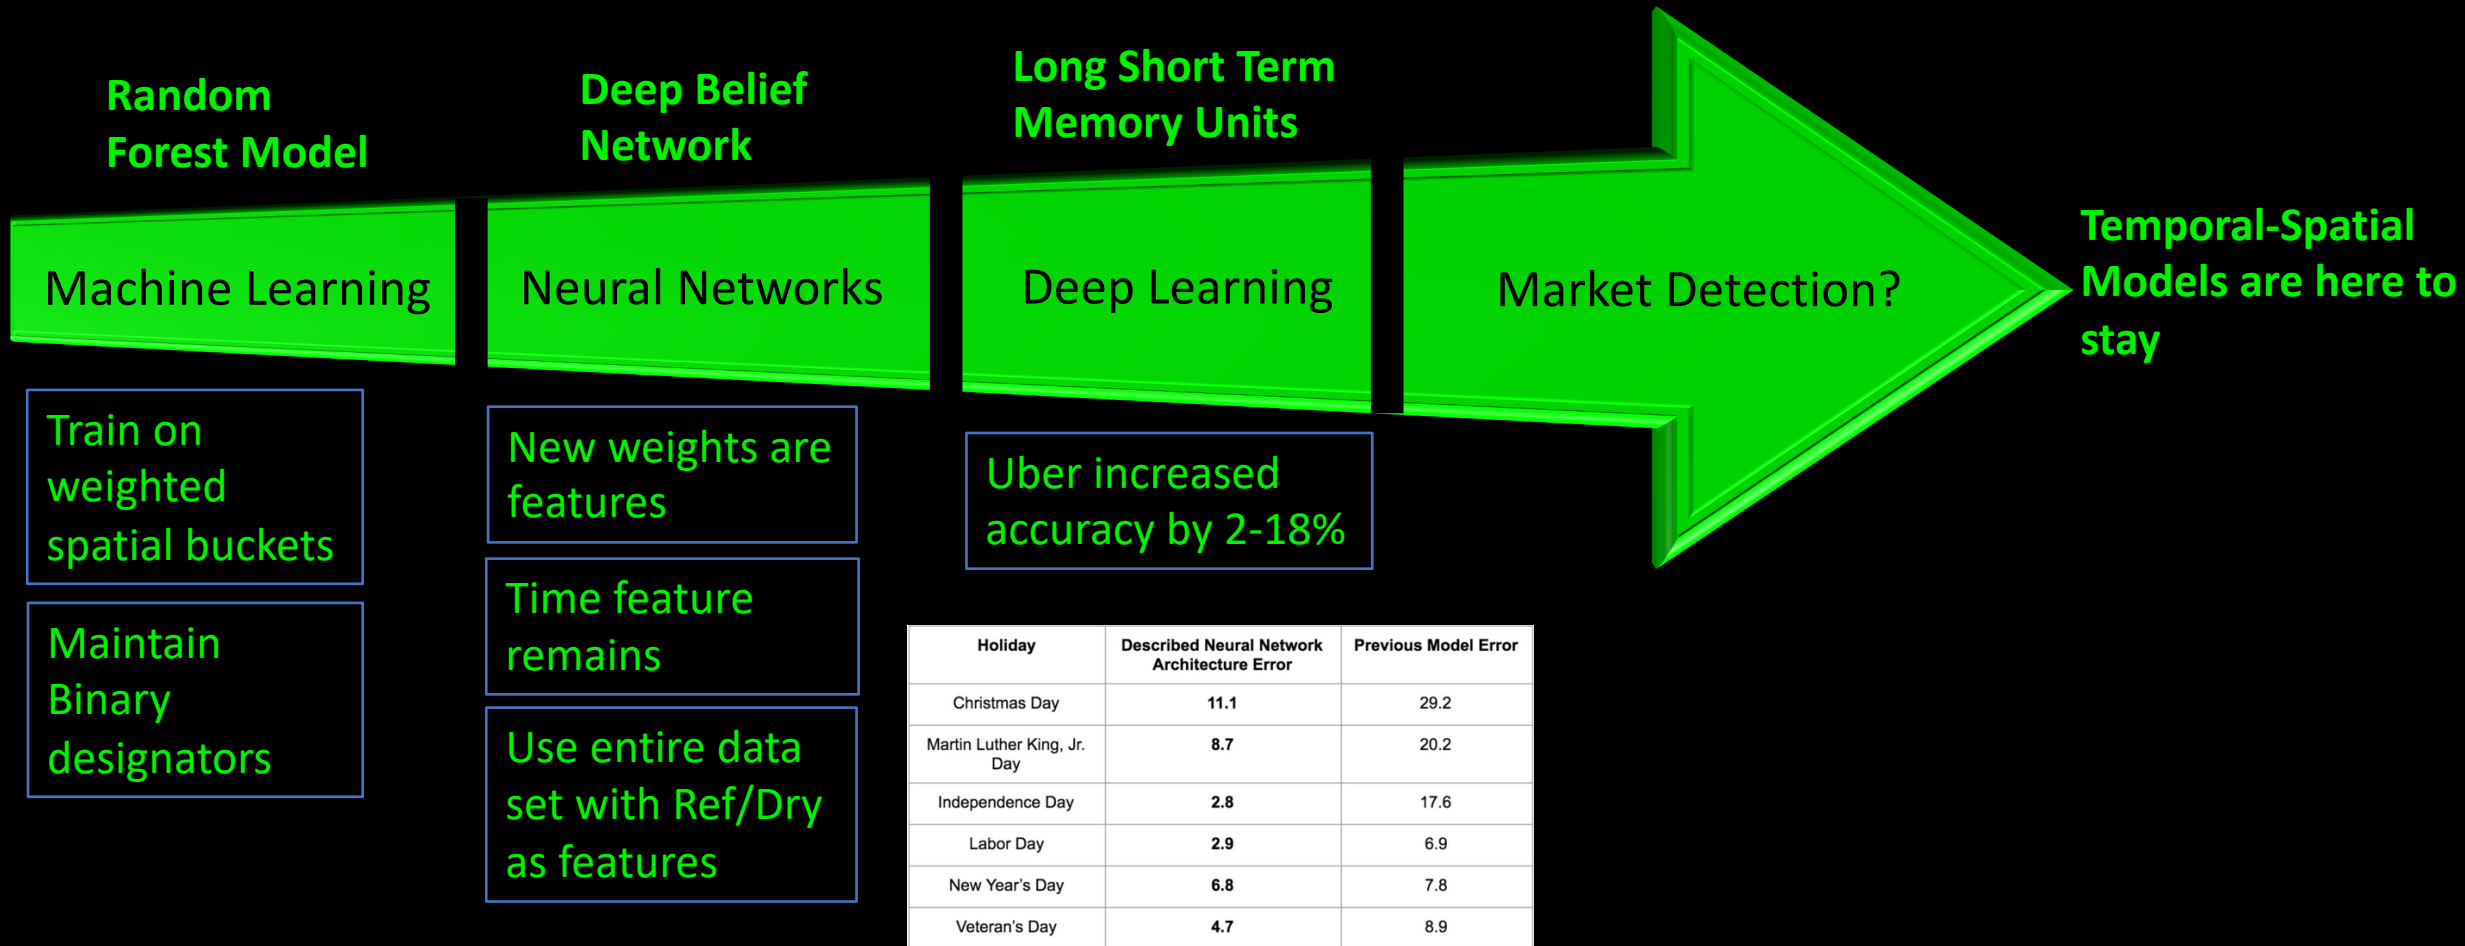 Random
Forest Model
Deep Belief
Network
Long Short Term
Memory Units
Machine Learning
Neural Networks
Deep Learning
Market Detection?
Temporal-Spatial
Models are here to
stay
Train on
weighted
spatial buckets
Maintain
Binary
designators
New weights are
features
Time feature
remains
Use entire data
set with Ref/Dry
as features
Uber increased
accuracy by 2-18%
Holiday Described Neural Network Previous Model Error
Architecture Error
Christmas Day 11.1 29.2
Martin Luther King, Jr. 8.7 20.2
Day
Independence Day 2.8 17.6
Labor Day 2.9 6.9
New Year's Day 6.8 7.8
Veteran's Day 4.7 8.9